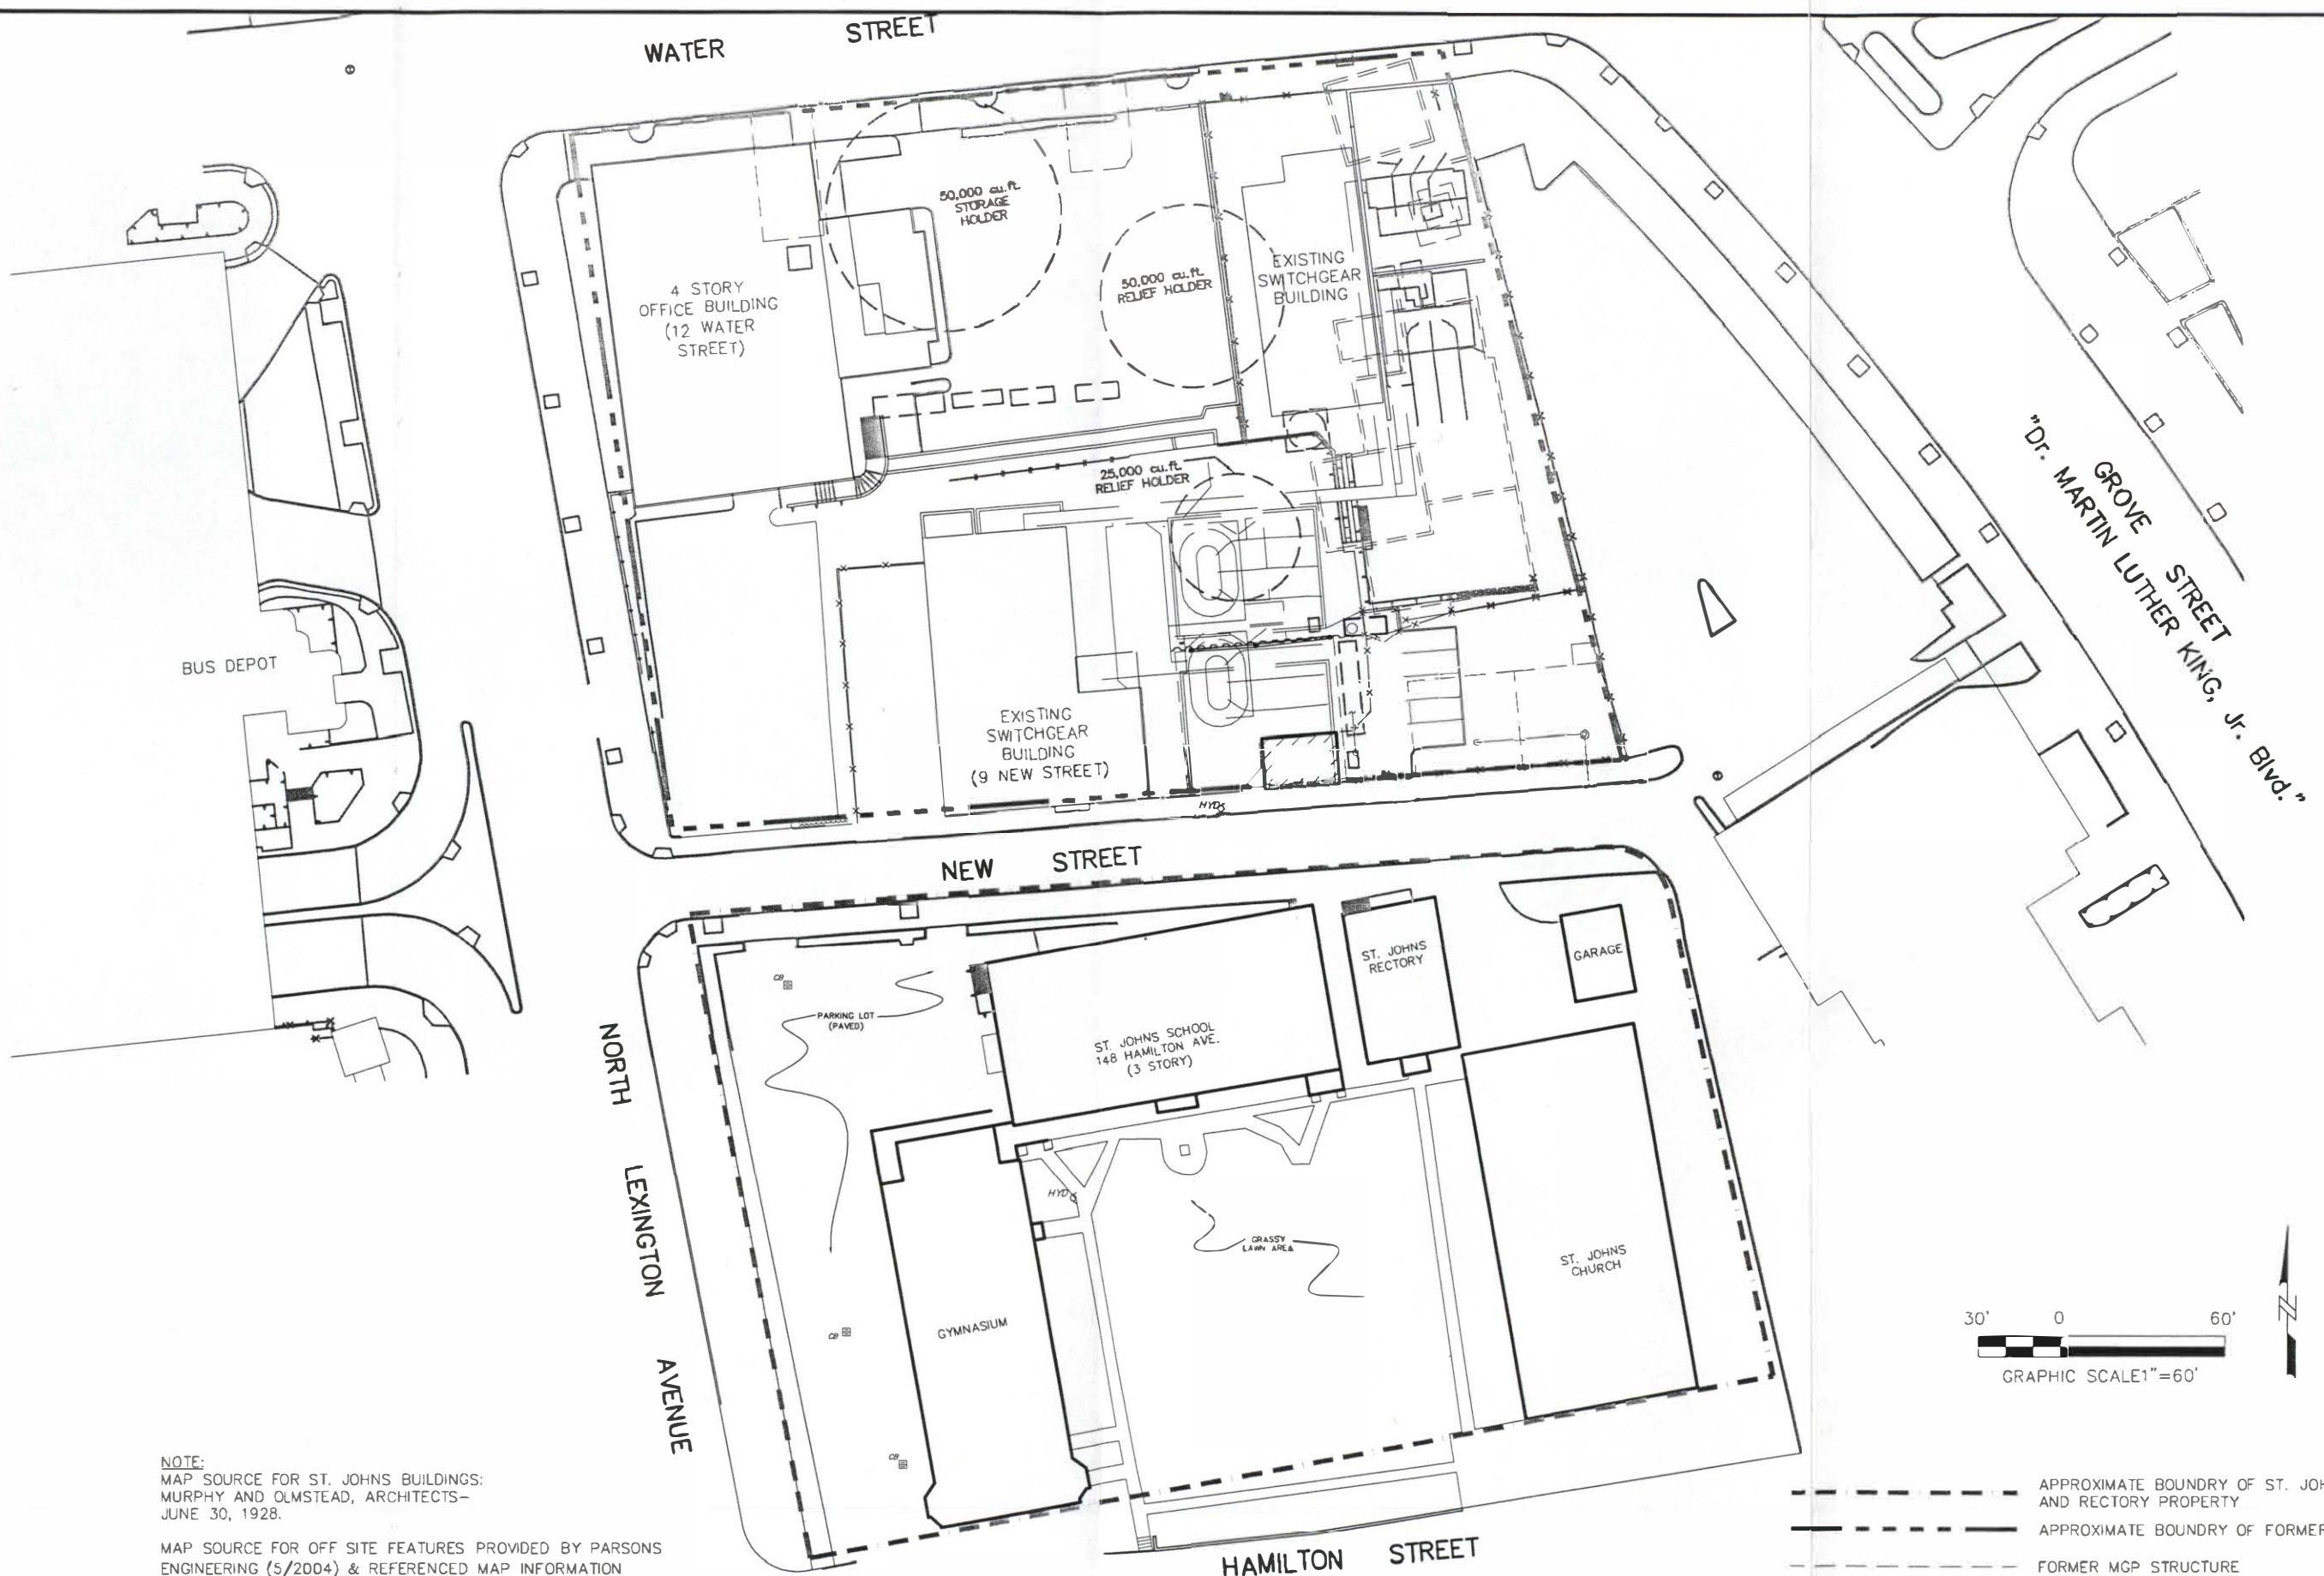 WATER STREET
50,000 cu.ft.
STORAGE
HOLDER
50,000 cu.ft.
RELIEF HOLDER
EXISTING
SWITCHGEAR
BUILDING
4 STORY
OFFICE BUILDING
(12 WATER
STREET)
25,000 cu.ft.
RELIEF HOLDER
GROVE STREET
"Dr. MARTIN LUTHER KING, Jr. Blvd."
BUS DEPOT
EXISTING
SWITCHGEAR
BUILDING
(9 NEW STREET)
HYD
NEW STREET
ST. JOHNS
RECTORY
GARAGE
CB
PARKING LOT
(PAVED)
ST. JOHNS SCHOOL
148 HAMILTON AVE.
(3 STORY)
NORTH LEXINGTON AVENUE
HYD
GRASSY
LAWN AREA
ST. JOHNS
CHURCH
CB
GYMNASIUM
CB
30' 0 60'
GRAPHIC SCALE1"=60'
N
NOTE:
MAP SOURCE FOR ST. JOHNS BUILDINGS:
MURPHY AND OLMSTEAD, ARCHITECTS–
JUNE 30, 1928.
MAP SOURCE FOR OFF SITE FEATURES PROVIDED BY PARSONS
ENGINEERING (5/2004) & REFERENCED MAP INFORMATION
HAMILTON STREET
APPROXIMATE BOUNDRY OF ST. JOH
AND RECTORY PROPERTY
APPROXIMATE BOUNDRY OF FORMER
FORMER MGP STRUCTURE